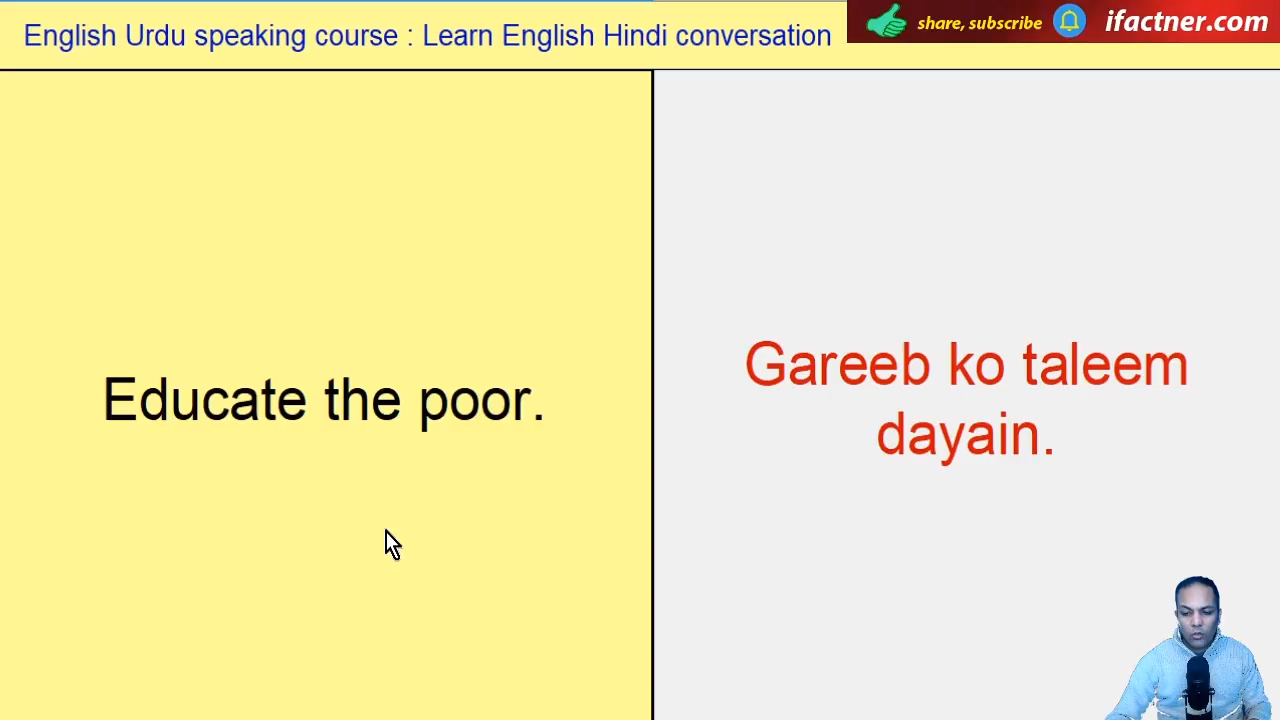 English Urdu speaking course : Learn English Hindi conversation
share, subscribe
ifactner.com
Educate the poor.
Gareeb ko taleem
dayain.